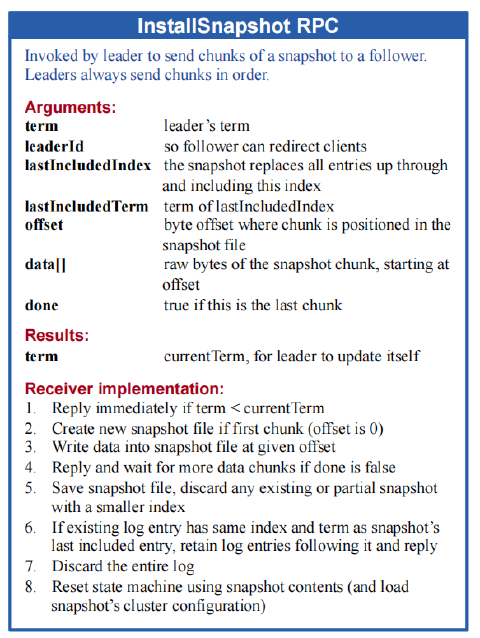 InstallSnapshot RPC
Invoked by leader to send chunks of a snapshot to a follower.
Leaders always send chunks in order.
Arguments:
term leader's term
leaderId so follower can redirect clients
lastIncludedIndex the snapshot replaces all entries up through
and including this index
lastIncludedTerm term of lastIncludedIndex
offset byte offset where chunk is positioned in the
snapshot file
data[] raw bytes of the snapshot chunk, starting at
offset
done true if this is the last chunk
Results:
term currentTerm, for leader to update itself
Receiver implementation:
1. Reply immediately if term < currentTerm
2. Create new snapshot file if first chunk (offset is 0)
3. Write data into snapshot file at given offset
4. Reply and wait for more data chunks if done is false
5. Save snapshot file, discard any existing or partial snapshot
with a smaller index
6. If existing log entry has same index and term as snapshot's
last included entry, retain log entries following it and reply
7. Discard the entire log
8. Reset state machine using snapshot contents (and load
snapshot's cluster configuration)